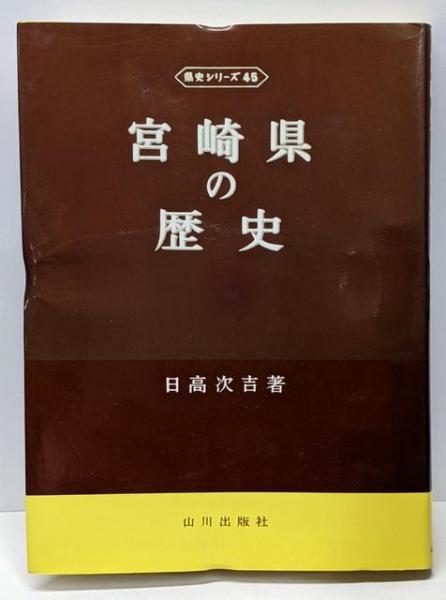 県史シリーズ45
宮崎県
の
歴史
日高次吉著
山川出版社